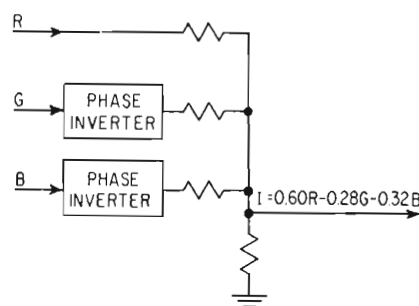 R
G
PHASE
INVERTER
B
PHASE
INVERTER
I=0.60R-0.28G-0.32B